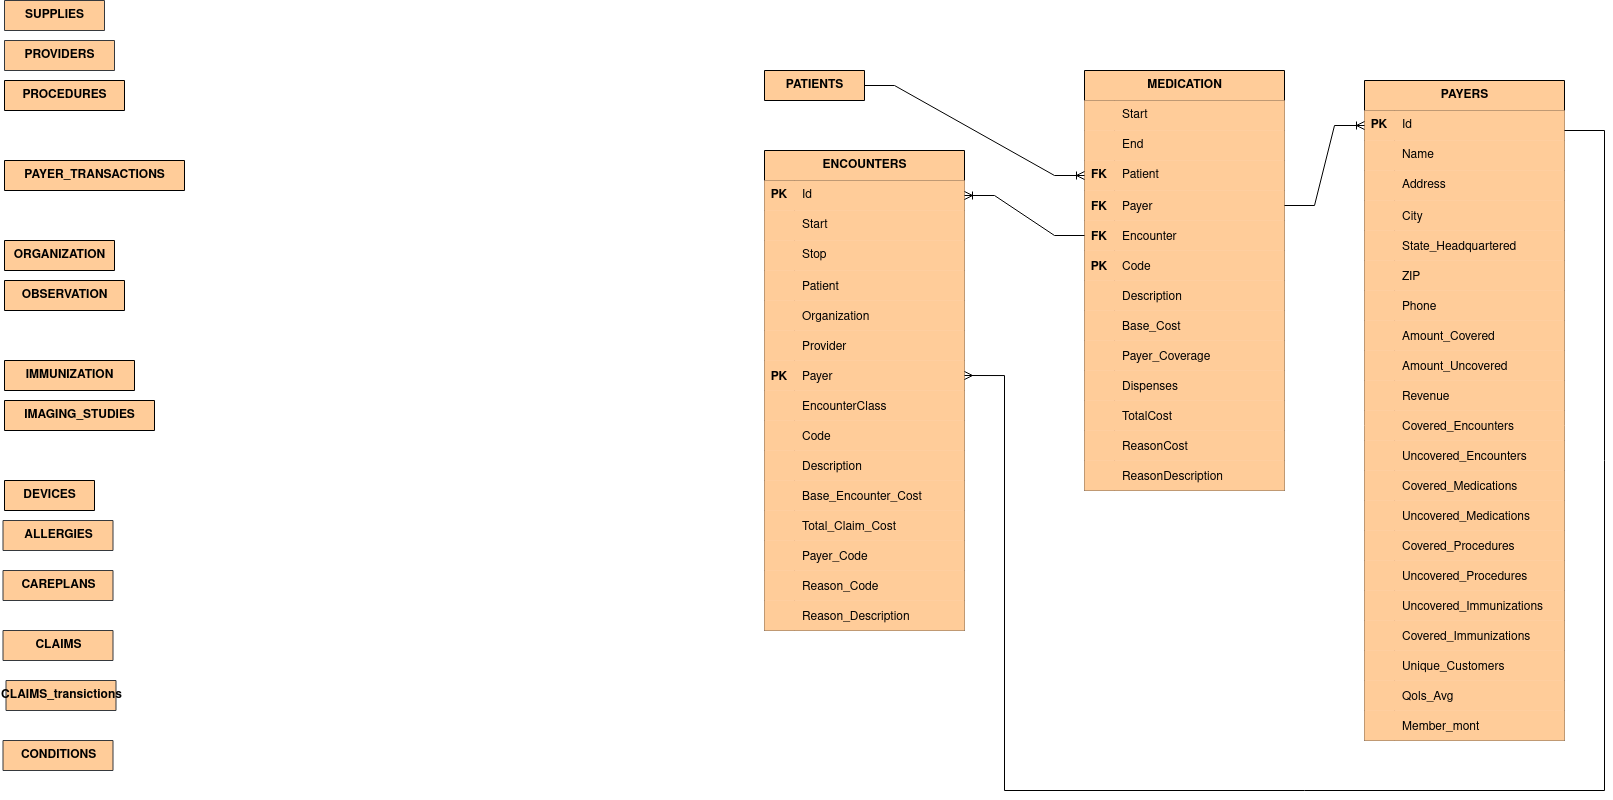 SUPPLIES
PROVIDERS
PROCEDURES
PAYER_TRANSACTIONS
ORGANIZATION
OBSERVATION
IMMUNIZATION
IMAGING_STUDIES
DEVICES
ALLERGIES
CAREPLANS
CLAIMS
CLAIMS_transictions
CONDITIONS
PATIENTS
ENCOUNTERS
PK Id
Start
Stop
Patient
Organization
Provider
PK Payer
EncounterClass
Code
Description
Base_Encounter_Cost
Total_Claim_Cost
Payer_Code
Reason_Code
Reason_Description
MEDICATION
Start
End
FK Patient
FK Payer
FK Encounter
PK Code
Description
Base_Cost
Payer_Coverage
Dispenses
TotalCost
ReasonCost
ReasonDescription
PAYERS
PK Id
Name
Address
City
State_Headquartered
ZIP
Phone
Amount_Covered
Amount_Uncovered
Revenue
Covered_Encounters
Uncovered_Encounters
Covered_Medications
Uncovered_Medications
Covered_Procedures
Uncovered_Procedures
Uncovered_Immunizations
Covered_Immunizations
Unique_Customers
Qols_Avg
Member_mont